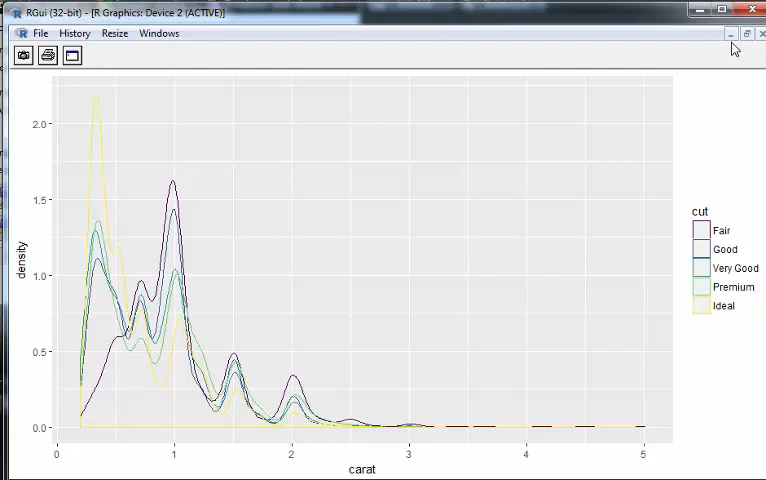 RGui (32-bit) - [R Graphics: Device 2 (ACTIVE)]
File History Resize Windows
2.0
1.5
1.0
0.5
0.0
density
0 1 2 3 4 5
carat
cut
Fair
Good
Very Good
Premium
Ideal